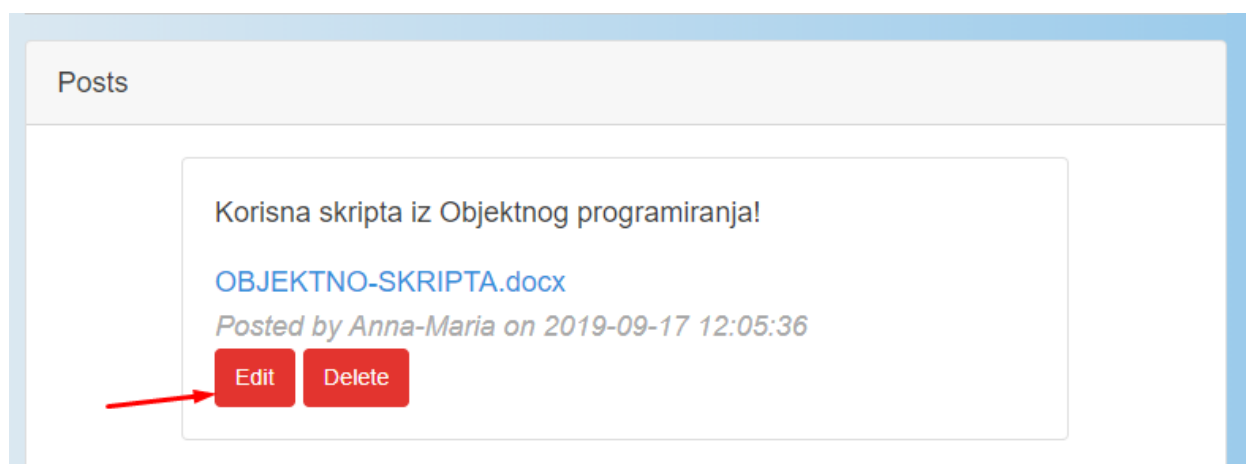 Posts
Korisna skripta iz Objektnog programiranja!
OBJEKTNO-SKRIPTA.docx
Posted by Anna-Maria on 2019-09-17 12:05:36
Edit Delete